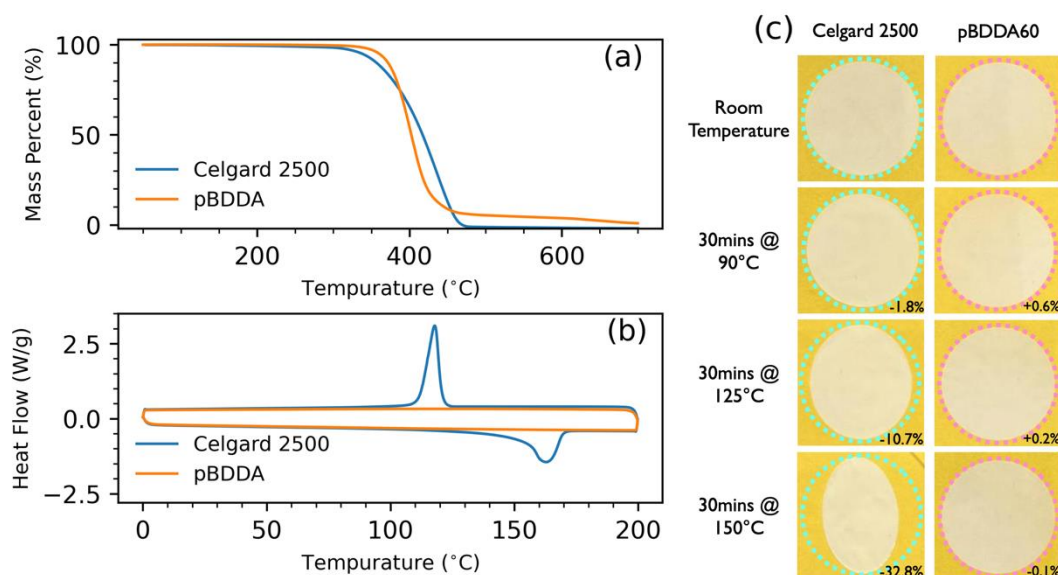 (a)
Mass Percent (%)
100
50
0
Celgard 2500
pBDDA
200
400
600
Tempurature (°C)
(b)
Heat Flow (W/g)
2.5
0.0
−2.5
Celgard 2500
pBDDA
0
50
100
150
200
Tempurature (°C)
(c)
Celgard 2500
pBDDA60
Room
Temperature
30mins @
90°C
-1.8%
+0.6%
30mins @
125°C
-10.7%
+0.2%
30mins @
150°C
-32.8%
-0.1%